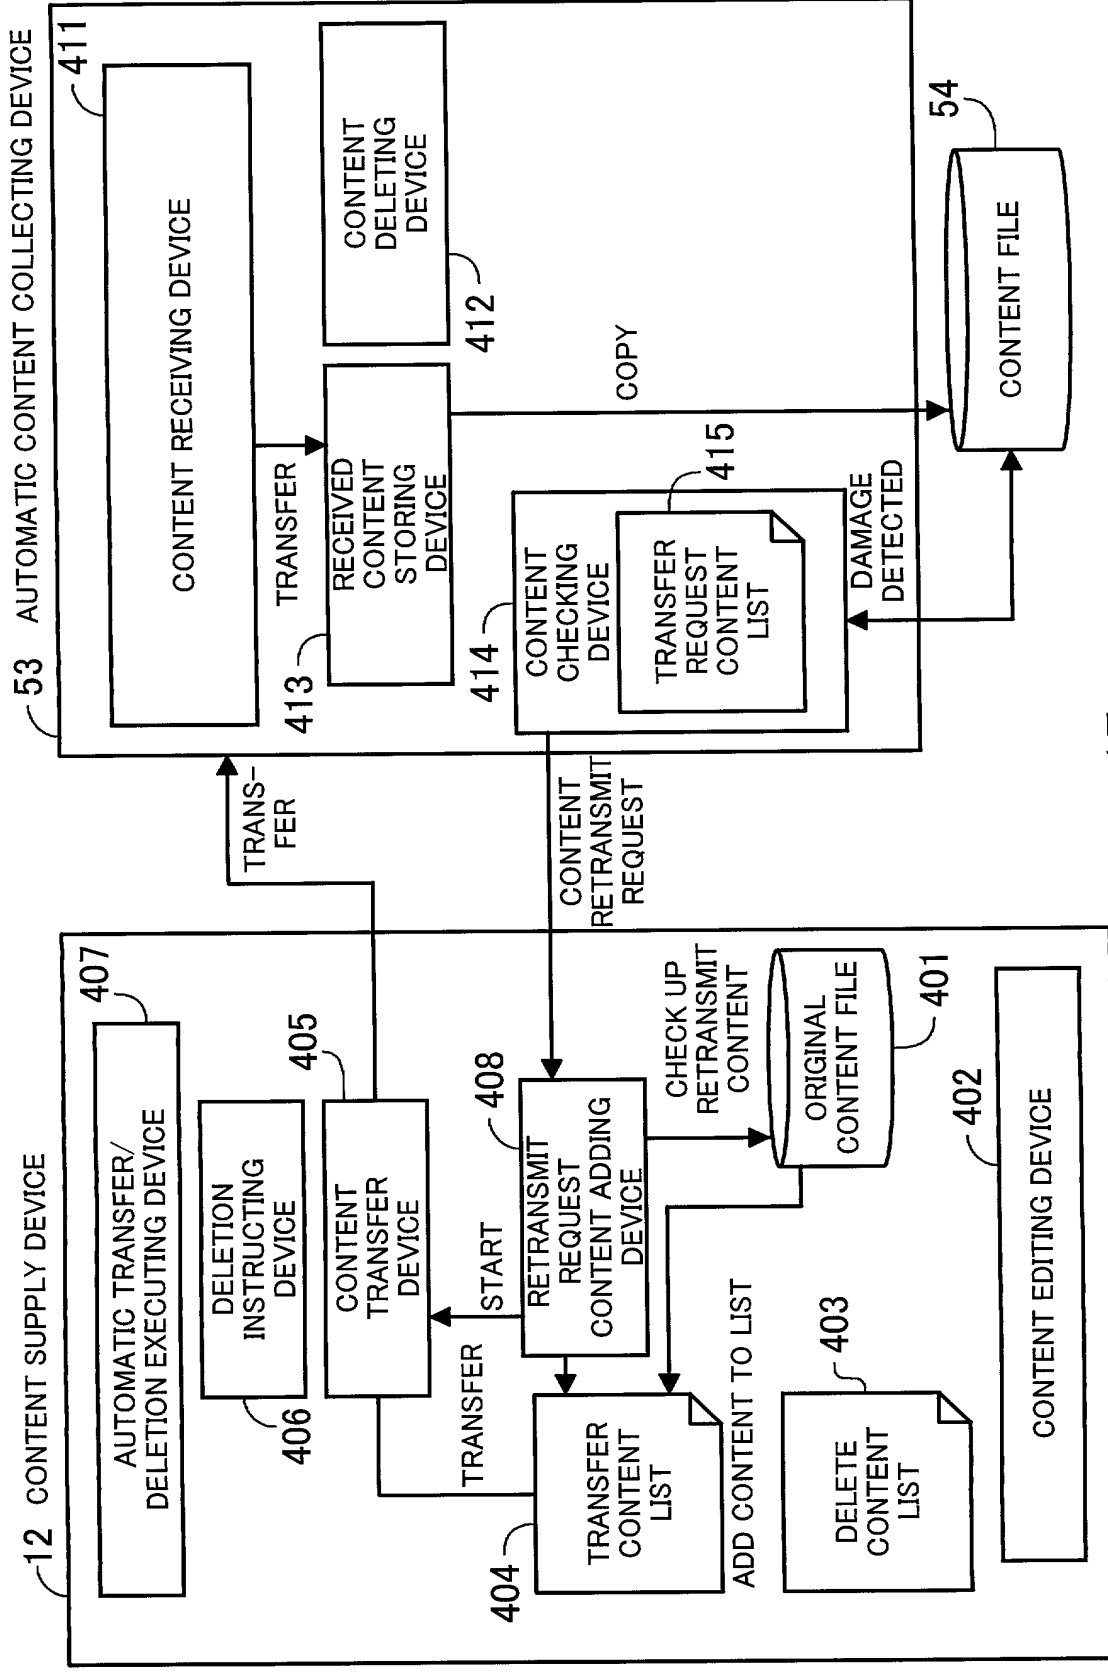 12 CONTENT SUPPLY DEVICE
AUTOMATIC TRANSFER/
DELETION EXECUTING DEVICE
407
DELETION
INSTRUCTING
DEVICE
406
CONTENT
TRANSFER
DEVICE
405
TRANSFER
START
RETRANSMIT
REQUEST
CONTENT ADDING
DEVICE
408
TRANSFER
CONTENT
LIST
404
ADD CONTENT TO LIST
CHECK UP
RETRANSMIT
CONTENT
ORIGINAL
CONTENT FILE
401
DELETE
CONTENT
LIST
403
CONTENT EDITING DEVICE
402
TRANS-
FER
CONTENT
RETRANSMIT
REQUEST
53 AUTOMATIC CONTENT COLLECTING DEVICE
CONTENT RECEIVING DEVICE
411
TRANSFER
RECEIVED
CONTENT
STORING
DEVICE
413
CONTENT
DELETING
DEVICE
412
COPY
CONTENT
CHECKING
DEVICE
414
TRANSFER
REQUEST
CONTENT
LIST
415
DAMAGE
DETECTED
CONTENT FILE
54